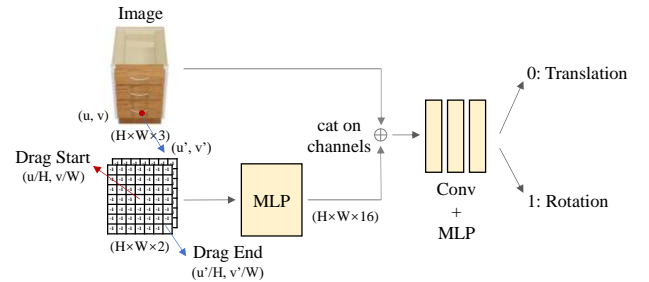 Image
(u, v)
(H×W×3)
(u', v')
Drag Start
(u/H, v/W)
(H×W×2)
Drag End
(u'/H, v'/W)
MLP
(H×W×16)
cat on
channels
Conv
+
MLP
0: Translation
1: Rotation